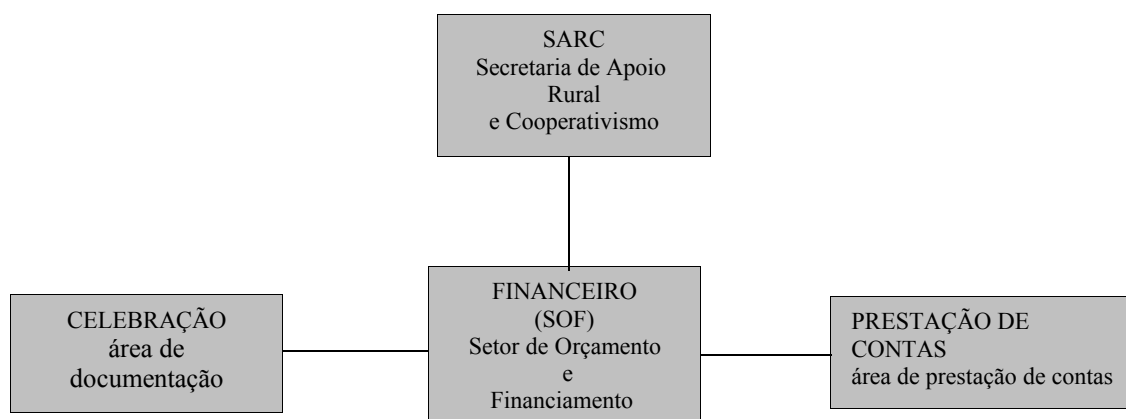 SARC
Secretaria de Apoio
Rural
e Cooperativismo
CELEBRAÇÃO
área de
documentação
FINANCEIRO
(SOF)
Setor de Orçamento
e
Financiamento
PRESTAÇÃO DE
CONTAS
área de prestação de contas